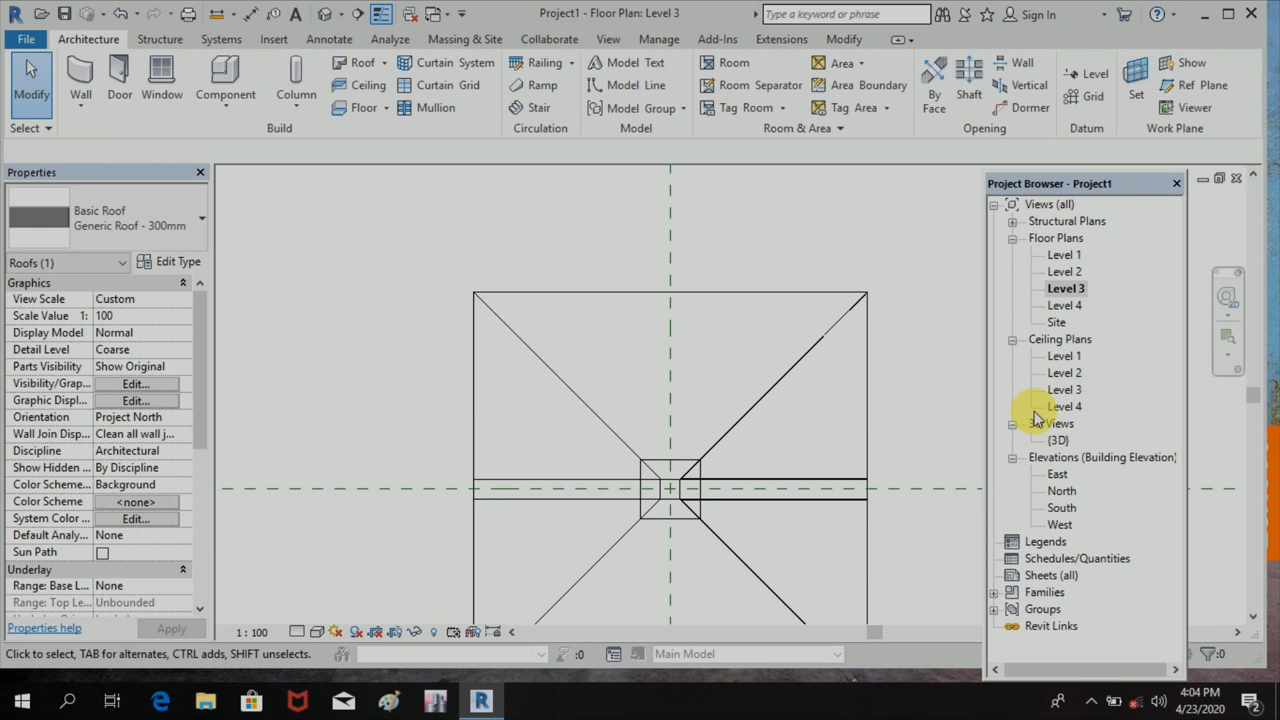 Project1 - Floor Plan: Level 3
Type a keyword or phrase
Sign In
File
Architecture
Structure
Systems
Insert
Annotate
Analyze
Massing & Site
Collaborate
View
Manage
Add-Ins
Extensions
Modify
Modify
Wall
Door
Window
Component
Column
Roof
Ceiling
Floor
Curtain System
Curtain Grid
Mullion
Railing
Ramp
Stair
Model Text
Model Line
Model Group
Room
Room Separator
Tag Room
Area
Area Boundary
Tag Area
By Face
Shaft
Wall
Vertical
Dormer
Level
Grid
Set
Show
Ref Plane
Viewer
Select
Build
Circulation
Model
Room & Area
Opening
Datum
Work Plane
Properties
Basic Roof
Generic Roof - 300mm
Roofs (1)
Edit Type
Graphics
View Scale Custom
Scale Value 1: 100
Display Model Normal
Detail Level Coarse
Parts Visibility Show Original
Visibility/Grap... Edit...
Graphic Displ... Edit...
Orientation Project North
Wall Join Disp... Clean all wall j...
Discipline Architectural
Show Hidden ... By Discipline
Color Scheme... Background
Color Scheme <none>
System Color ... Edit...
Default Analy... None
Sun Path
Underlay
Range: Base L... None
Range: Top Le... Unbounded
Properties help
Apply
Project Browser - Project1
Views (all)
Structural Plans
Floor Plans
Level 1
Level 2
Level 3
Level 4
Site
Ceiling Plans
Level 1
Level 2
Level 3
Level 4
3D Views
{3D}
Elevations (Building Elevation)
East
North
South
West
Legends
Schedules/Quantities
Sheets (all)
Families
Groups
Revit Links
2D
1 : 100
Click to select, TAB for alternates, CTRL adds, SHIFT unselects.
:0
Main Model
:0
4:04 PM
4/23/2020
2